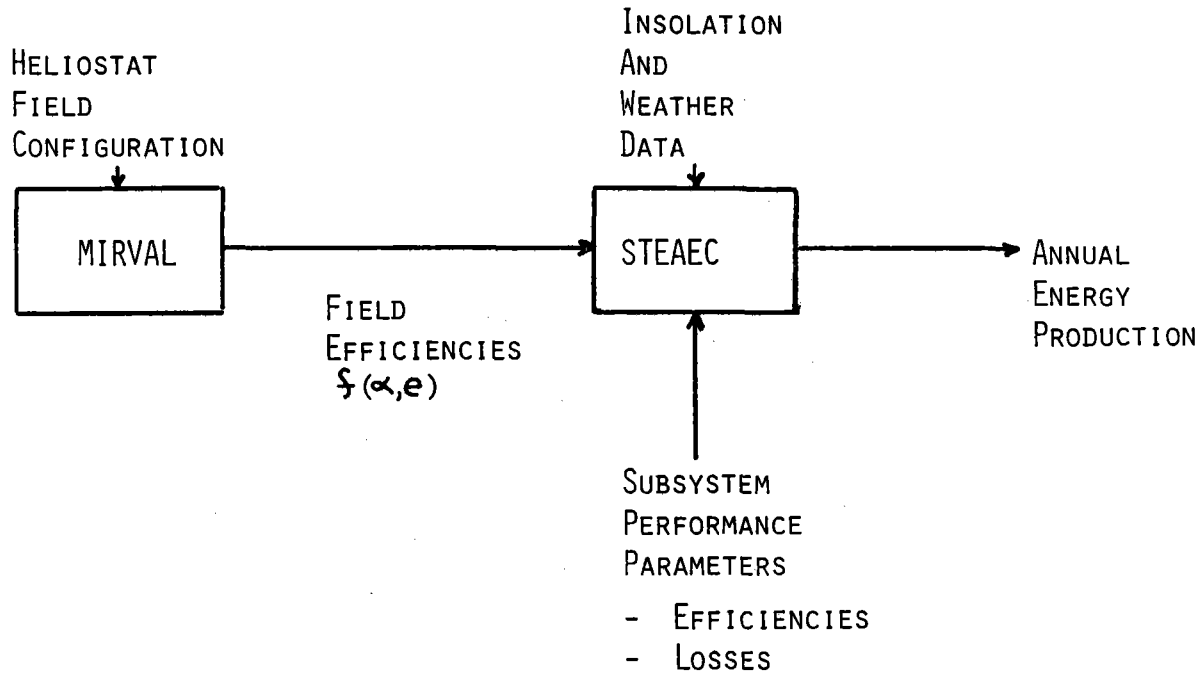 HELIOSTAT
FIELD
CONFIGURATION
MIRVAL
FIELD
EFFICIENCIES
f(α,e)
INSOLATION
AND
WEATHER
DATA
STEAEC
SUBSYSTEM
PERFORMANCE
PARAMETERS
- EFFICIENCIES
- LOSSES
ANNUAL
ENERGY
PRODUCTION